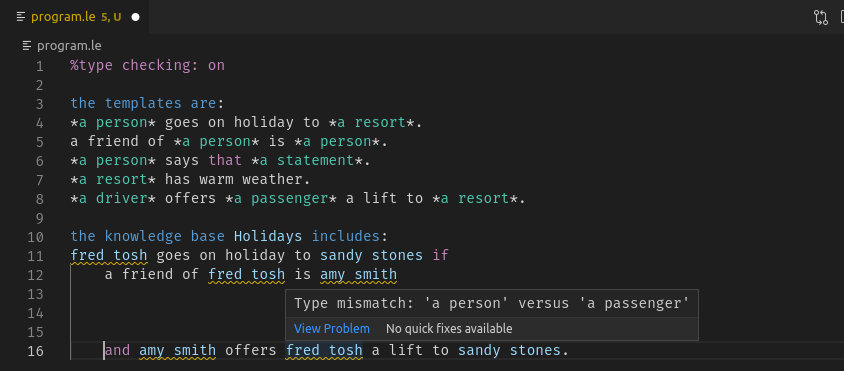 program.le 5, U
program.le
1 %type checking: on
2
3 the templates are:
4 *a person* goes on holiday to *a resort*.
5 a friend of *a person* is *a person*.
6 *a person* says that *a statement*.
7 *a resort* has warm weather.
8 *a driver* offers *a passenger* a lift to *a resort*.
9
10 the knowledge base Holidays includes:
11 fred tosh goes on holiday to sandy stones if
12 a friend of fred tosh is amy smith
13 Type mismatch: 'a person' versus 'a passenger'
14
15 View Problem No quick fixes available
16 and amy smith offers fred tosh a lift to sandy stones.